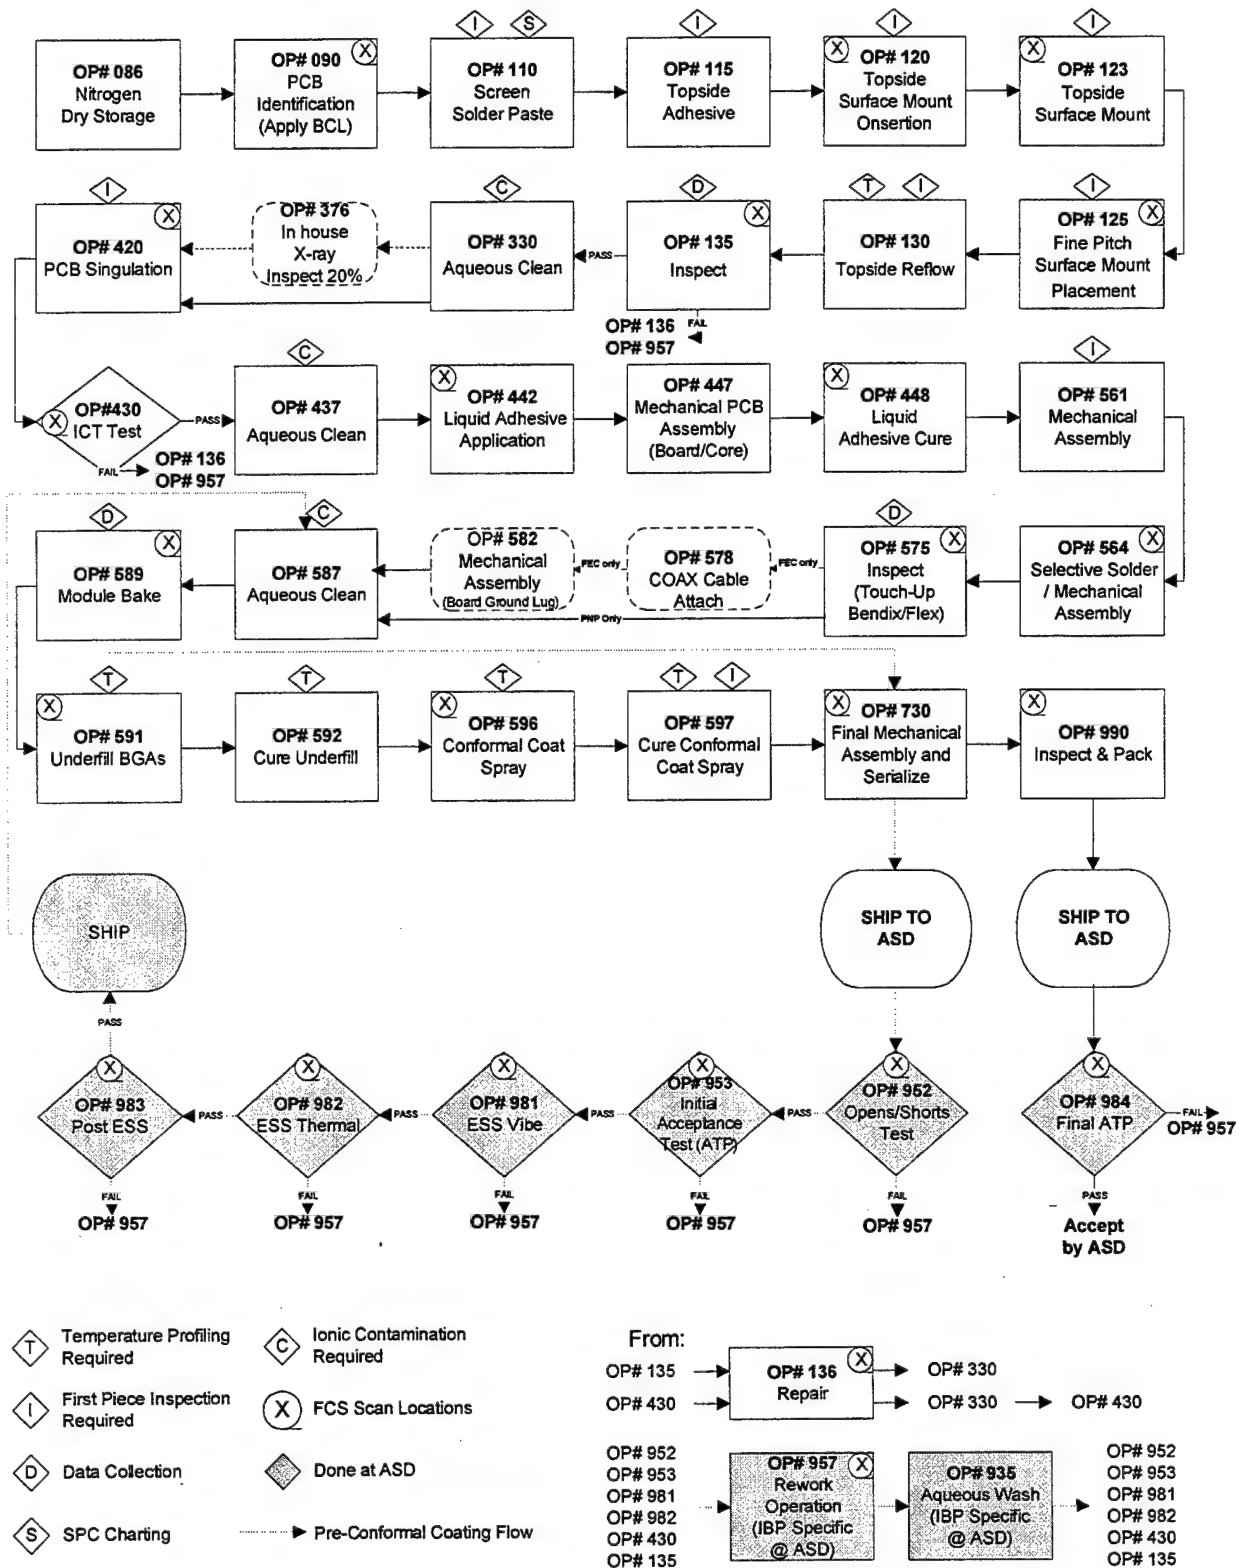 I
S
I
I
I
OP# 086
Nitrogen
Dry Storage
OP# 090
X
PCB
Identification
(Apply BCL)
OP# 110
Screen
Solder Paste
OP# 115
Topside
Adhesive
X
OP# 120
Topside
Surface Mount
Onsertion
X
OP# 123
Topside
Surface Mount
I
C
D
T
I
I
X
OP# 420
PCB Singulation
OP# 376
In house
X-ray
Inspect 20%
OP# 330
Aqueous Clean
PASS
X
OP# 135
Inspect
OP# 130
Topside Reflow
X
OP# 125
Fine Pitch
Surface Mount
Placement
FAIL
OP# 136
OP# 957
C
I
X
OP#430
ICT Test
PASS
FAIL
OP# 136
OP# 957
OP# 437
Aqueous Clean
X
OP# 442
Liquid Adhesive
Application
OP# 447
Mechanical PCB
Assembly
(Board/Core)
X
OP# 448
Liquid
Adhesive Cure
OP# 561
Mechanical
Assembly
D
C
D
X
OP# 589
Module Bake
OP# 587
Aqueous Clean
OP# 582
Mechanical
Assembly
(Board Ground Lug)
FEC only
OP# 578
COAX Cable
Attach
FEC only
PNP Only
X
OP# 575
Inspect
(Touch-Up
Bendix/Flex)
X
OP# 564
Selective Solder
/ Mechanical
Assembly
T
T
T
T
I
X
OP# 591
Underfill BGAs
OP# 592
Cure Underfill
X
OP# 596
Conformal Coat
Spray
OP# 597
Cure Conformal
Coat Spray
X
OP# 730
Final Mechanical
Assembly and
Serialize
X
OP# 990
Inspect & Pack
SHIP
SHIP TO
ASD
SHIP TO
ASD
PASS
X
OP# 983
Post ESS
PASS
X
OP# 982
ESS Thermal
PASS
X
OP# 981
ESS Vibe
PASS
X
OP# 953
Initial
Acceptance
Test (ATP)
PASS
X
OP# 952
Opens/Shorts
Test
X
OP# 984
Final ATP
FAIL
OP# 957
FAIL
OP# 957
FAIL
OP# 957
FAIL
OP# 957
FAIL
OP# 957
FAIL
OP# 957
PASS
Accept
by ASD
T
Temperature Profiling
Required
C
Ionic Contamination
Required
I
First Piece Inspection
Required
X
FCS Scan Locations
D
Data Collection
Done at ASD
S
SPC Charting
Pre-Conformal Coating Flow
From:
OP# 135
OP# 430
OP# 136
X
Repair
OP# 330
OP# 330
OP# 430
OP# 952
OP# 953
OP# 981
OP# 982
OP# 430
OP# 135
OP# 957
X
Rework
Operation
(IBP Specific
@ ASD)
OP# 935
Aqueous Wash
(IBP Specific
@ ASD)
OP# 952
OP# 953
OP# 981
OP# 982
OP# 430
OP# 135